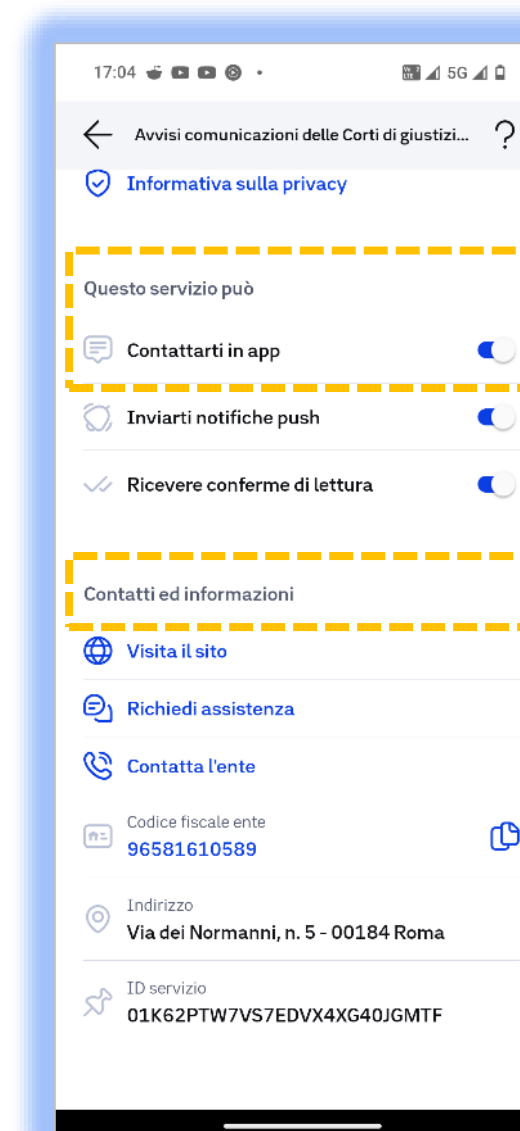 17:04
5G
Avvisi comunicazioni delle Corti di giustizi... ?
Informativa sulla privacy
Questo servizio può
Contattarti in app
Inviarti notifiche push
Ricevere conferme di lettura
Contatti ed informazioni
Visita il sito
Richiedi assistenza
Contatta l'ente
Codice fiscale ente
96581610589
Indirizzo
Via dei Normanni, n. 5 - 00184 Roma
ID servizio
01K62PTW7VS7EDVX4XG40JGMTF